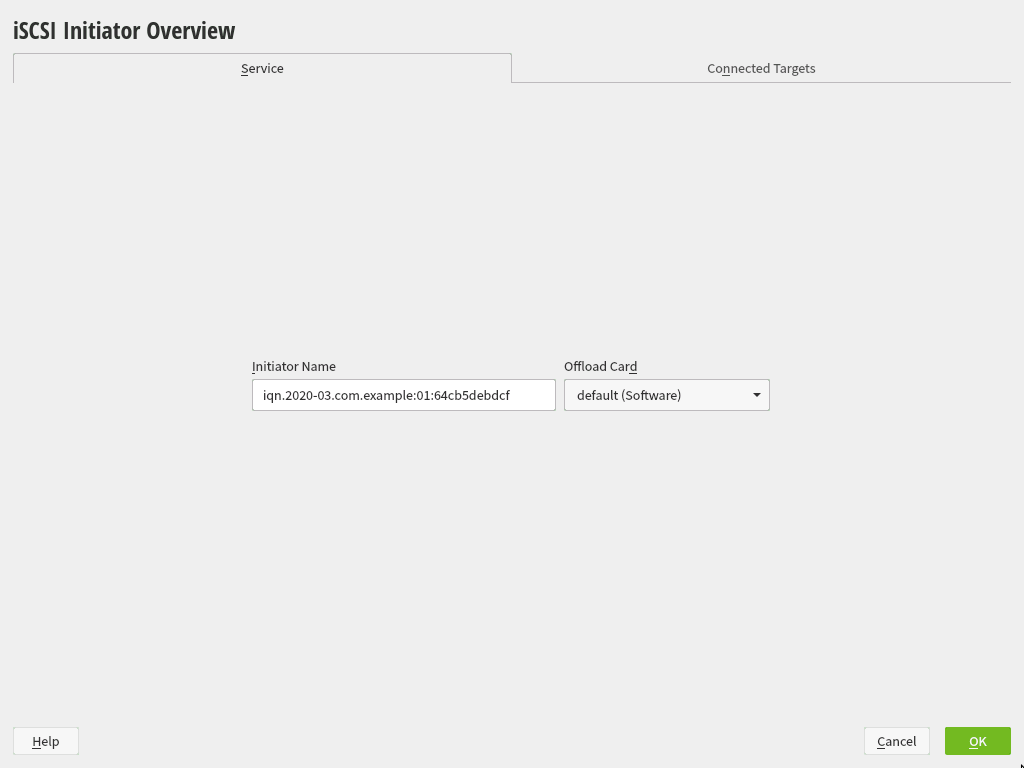 iSCSI Initiator Overview
Service
Connected Targets
Initiator Name
Offload Card
iqn.2020-03.com.example:01:64cb5debdcf
default (Software)
Help
Cancel
OK